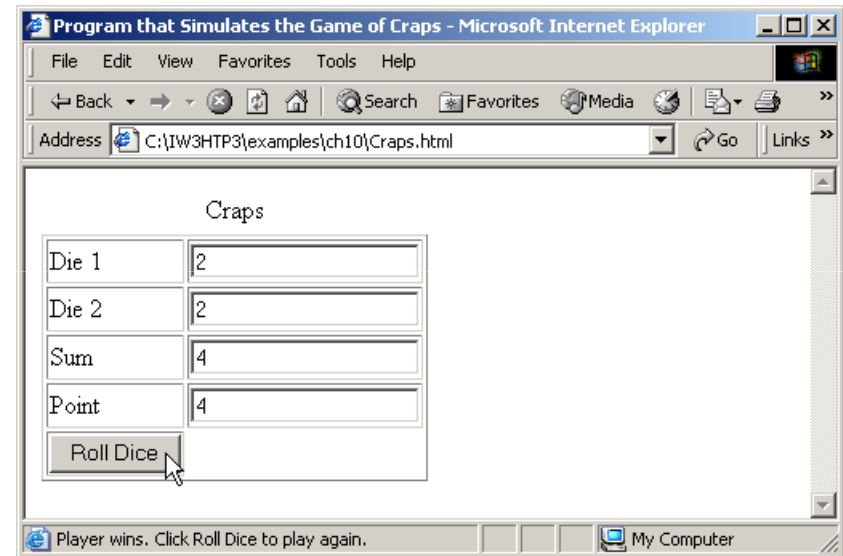 Program that Simulates the Game of Craps - Microsoft Internet Explorer
File Edit View Favorites Tools Help
Back Search Favorites Media »
Address C:\IW3HTP3\examples\ch10\Craps.html Go Links »
Craps
Die 1 2
Die 2 2
Sum 4
Point 4
Roll Dice
Player wins. Click Roll Dice to play again. My Computer